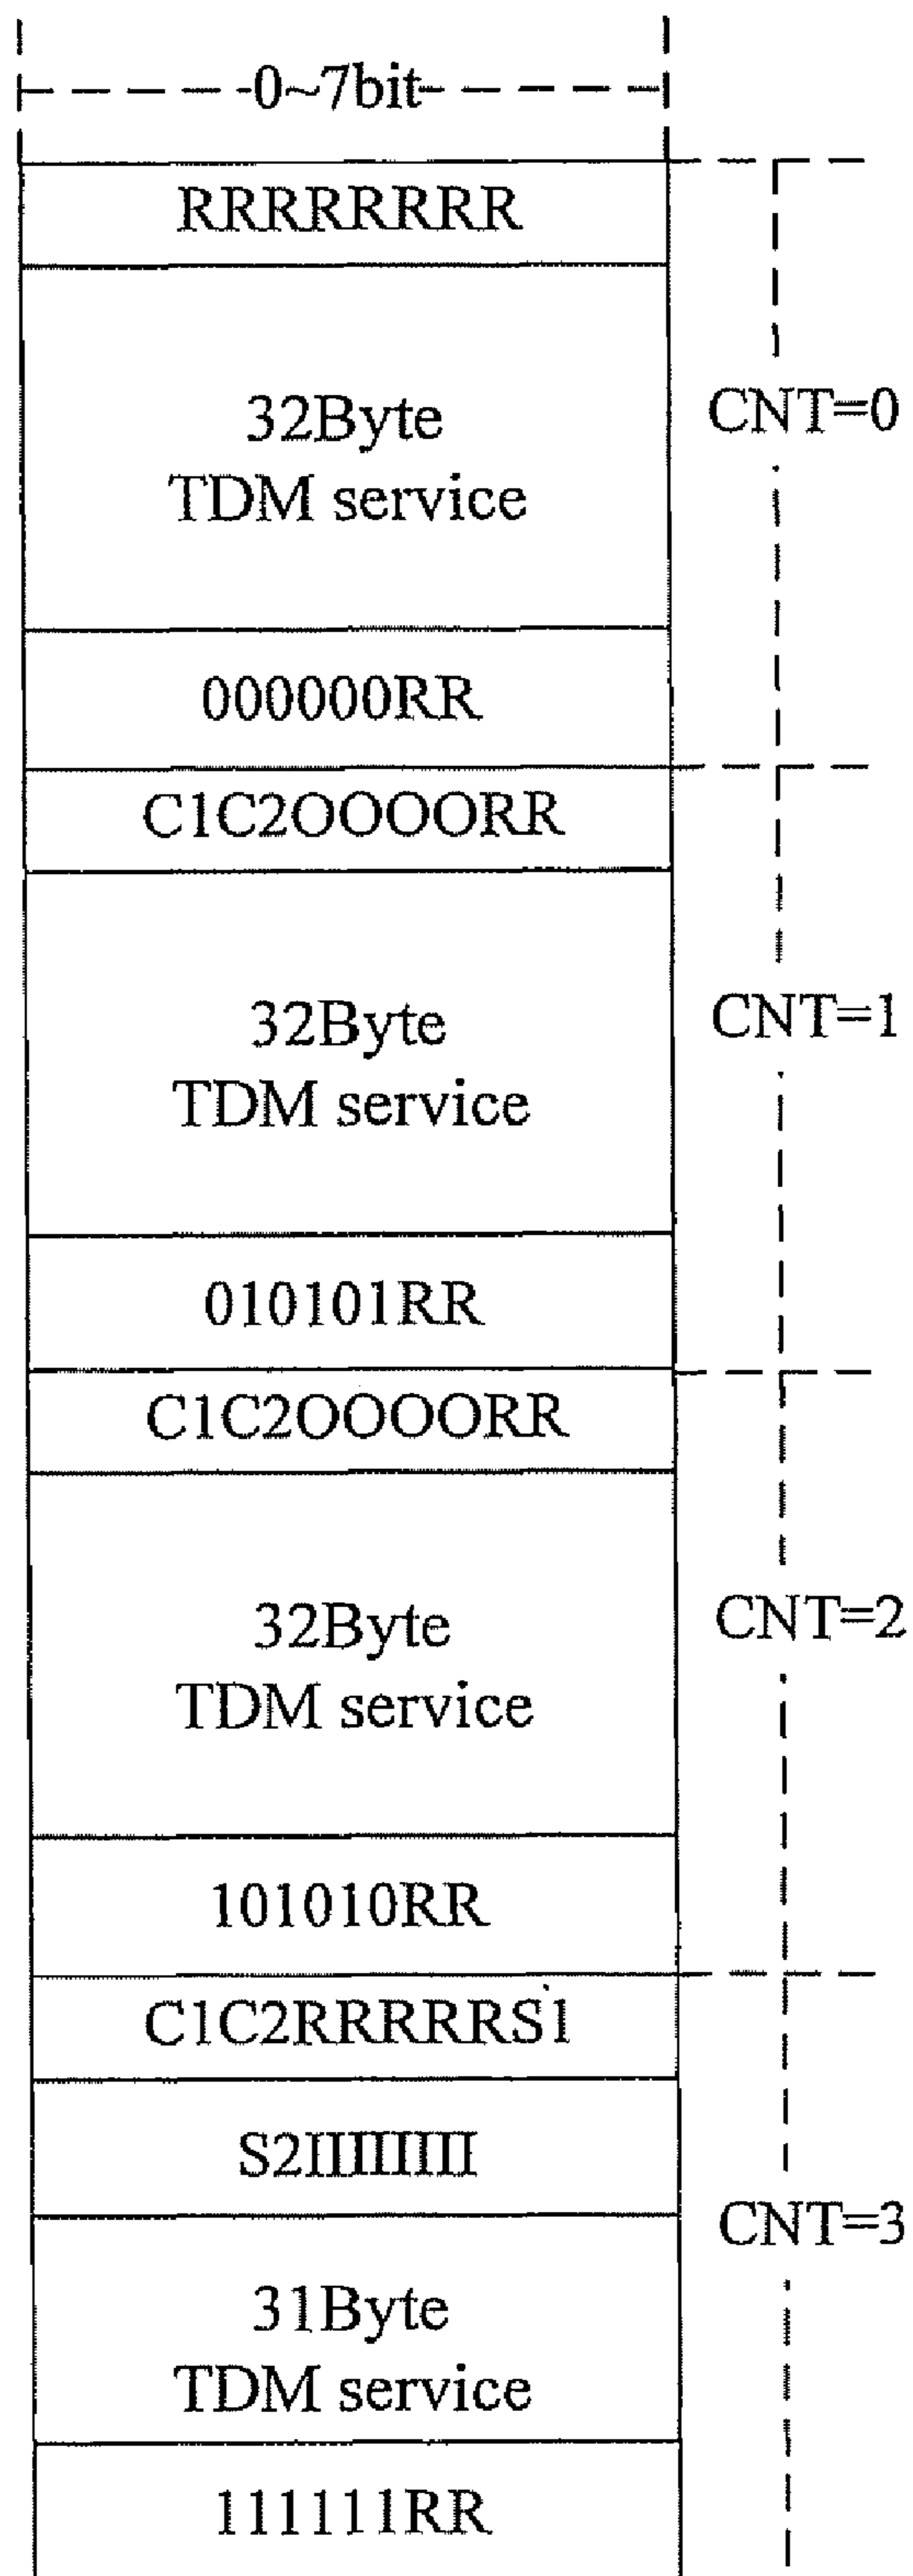 0~7bit
RRRRRRRR
32Byte
TDM service
CNT=0
000000RR
C1C2OOOORR
32Byte
TDM service
CNT=1
010101RR
C1C2OOOORR
32Byte
TDM service
CNT=2
101010RR
C1C2RRRRRS1
S2IIIIIII
CNT=3
31Byte
TDM service
111111RR